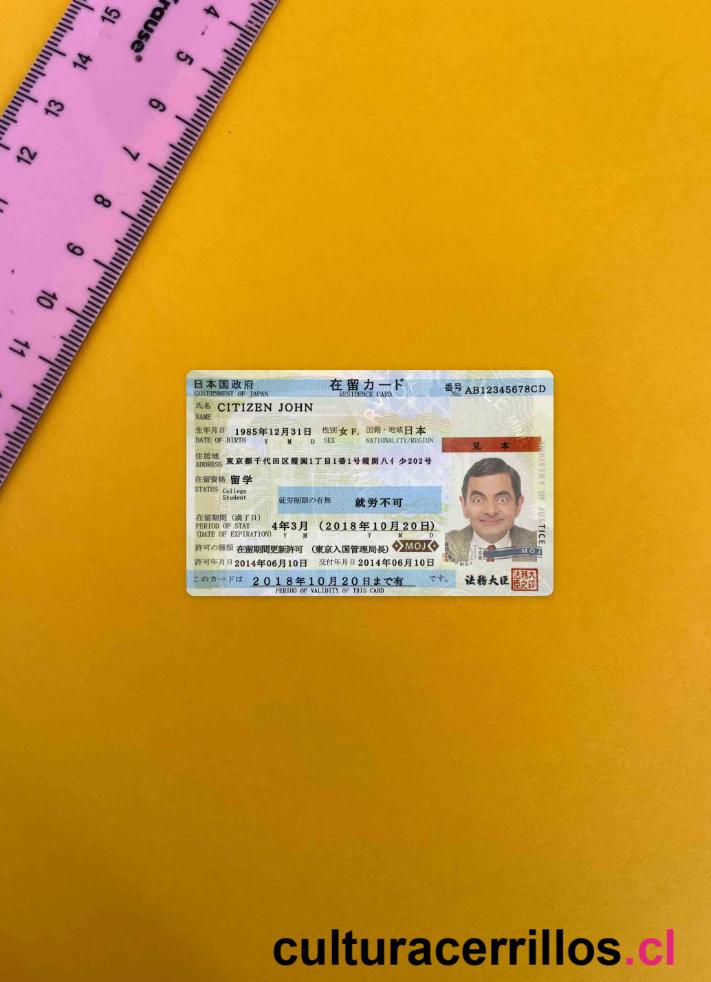 krause®
15
14
13
12
11
10
9
8
7
6
5
4
日本国政府
GOVERNMENT OF JAPAN
在留カード
RESIDENCE CARD
番号 AB12345678CD
No.
氏名 CITIZEN JOHN
NAME
生年月日 1985年12月31日 性別 女 F. 国籍・地域 日本
DATE OF BIRTH Y M D SEX NATIONALITY/REGION
見 本
住居地
ADDRESS 東京都千代田区霞関1丁目1番1号霞関八イ少202号
在留資格 留学
STATUS College
Student
就労制限の有無 就労不可
在留期間 (満了日)
PERIOD OF STAY 4年3月 (2018年10月20日)
(DATE OF EXPIRATION) Y M Y M D
許可の種類 在留期間更新許可 (東京入国管理局長) MOJ
許可年月日 2014年06月10日 交付年月日 2014年06月10日
このカードは 2018年10月20日まで有 です。
PERIOD OF VALIDITY OF THIS CARD
MINISTRY OF JUSTICE
MOJ
法務大臣
culturacerrillos.cl